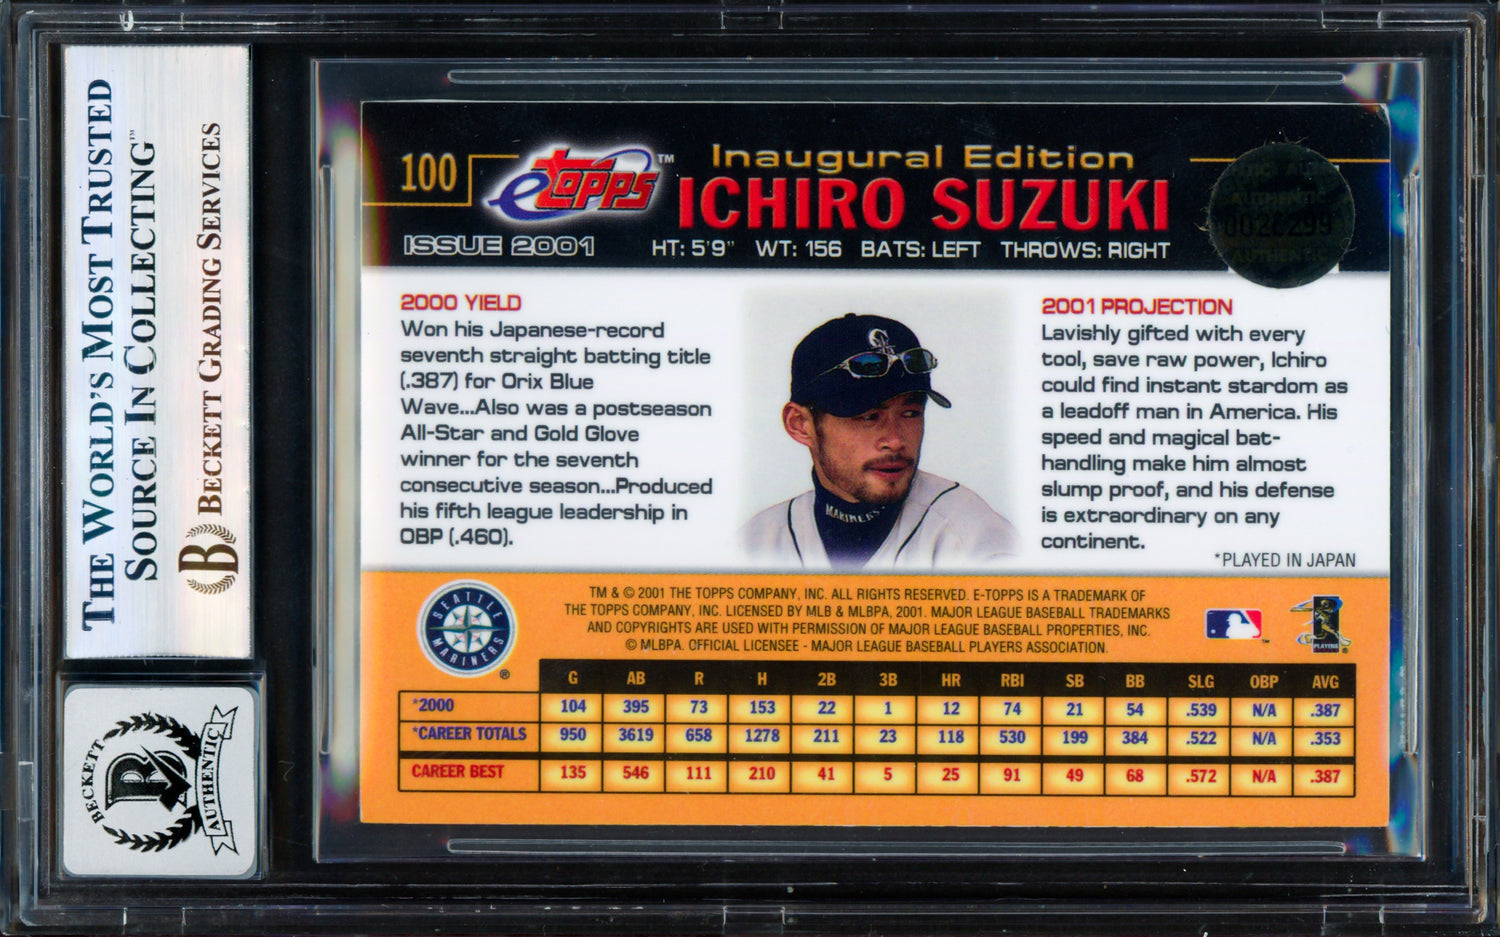 THE WORLD'S MOST TRUSTED
SOURCE IN COLLECTING™
BECKETT GRADING SERVICES
B
BECKETT
AUTHENTIC
100
eTOPPS™
ISSUE 2001
Inaugural Edition
ICHIRO SUZUKI
HT: 5'9" WT: 156 BATS: LEFT THROWS: RIGHT
AUTHENTIC
AUTHENTIC
2000 YIELD
Won his Japanese-record
seventh straight batting title
(.387) for Orix Blue
Wave...Also was a postseason
All-Star and Gold Glove
winner for the seventh
consecutive season...Produced
his fifth league leadership in
OBP (.460).
S
MARINERS
2001 PROJECTION
Lavishly gifted with every
tool, save raw power, Ichiro
could find instant stardom as
a leadoff man in America. His
speed and magical bat-
handling make him almost
slump proof, and his defense
is extraordinary on any
continent.
*PLAYED IN JAPAN
SEATTLE
MARINERS
®
TM & © 2001 THE TOPPS COMPANY, INC. ALL RIGHTS RESERVED. E-TOPPS IS A TRADEMARK OF
THE TOPPS COMPANY, INC. LICENSED BY MLB & MLBPA, 2001. MAJOR LEAGUE BASEBALL TRADEMARKS
AND COPYRIGHTS ARE USED WITH PERMISSION OF MAJOR LEAGUE BASEBALL PROPERTIES, INC.
© MLBPA. OFFICIAL LICENSEE - MAJOR LEAGUE BASEBALL PLAYERS ASSOCIATION.
PLAYERS
G AB R H 2B 3B HR RBI SB BB SLG OBP AVG
*2000 104 395 73 153 22 1 12 74 21 54 .539 N/A .387
*CAREER TOTALS 950 3619 658 1278 211 23 118 530 199 384 .522 N/A .353
CAREER BEST 135 546 111 210 41 5 25 91 49 68 .572 N/A .387